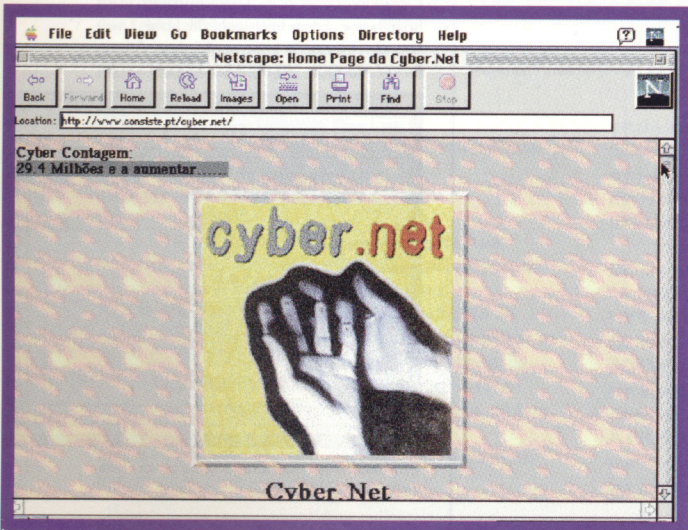 File Edit View Go Bookmarks Options Directory Help
Netscape: Home Page da Cyber.Net
Back Forward Home Reload Images Open Print Find Stop
N
Location: http://www.consiste.pt/cyber.net/
Cyber Contagem:
29.4 Milhões e a aumentar......
cyber.net
Cyber.Net